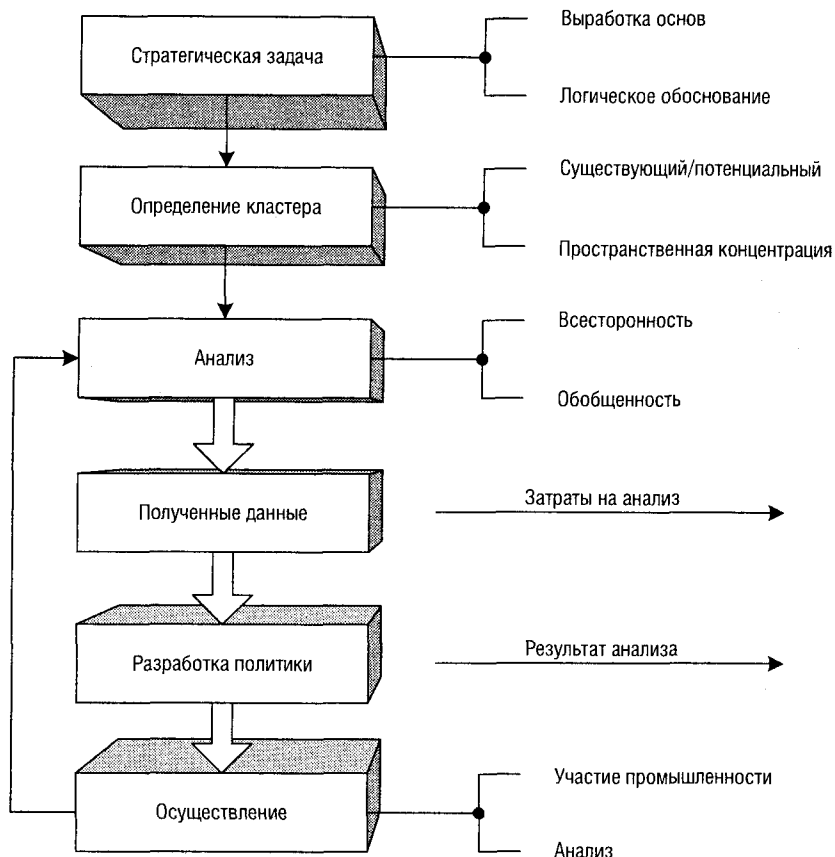 Стратегическая задача
Выработка основ
Логическое обоснование
Определение кластера
Существующий/потенциальный
Пространственная концентрация
Анализ
Всесторонность
Обобщенность
Полученные данные
Затраты на анализ
Разработка политики
Результат анализа
Осуществление
Участие промышленности
Анализ